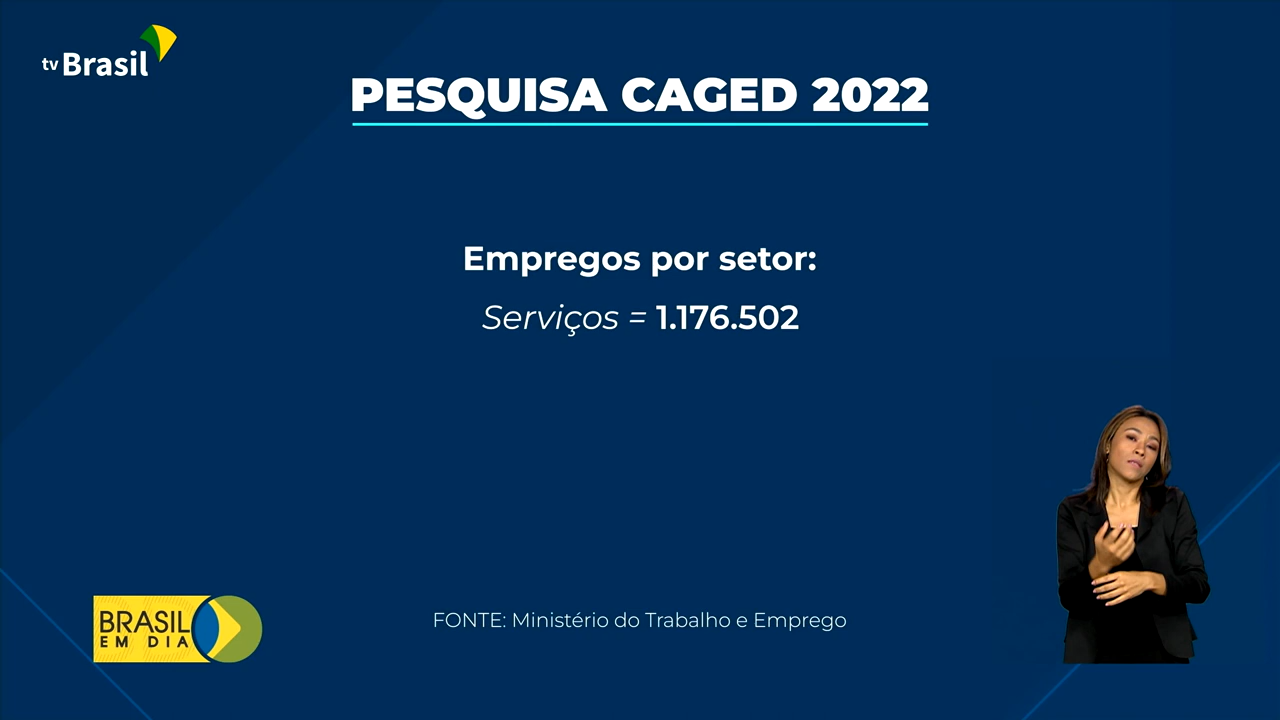 tv Brasil
PESQUISA CAGED 2022
Empregos por setor:
Serviços = 1.176.502
BRASIL
EM DIA
FONTE: Ministério do Trabalho e Emprego